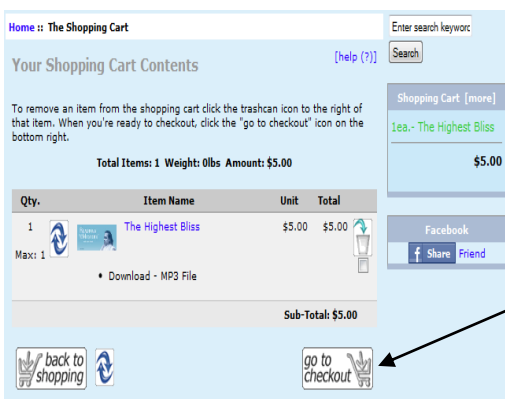 Home :: The Shopping Cart
Enter search keyworc
Search
[help (?)]
Your Shopping Cart Contents
To remove an item from the shopping cart click the trashcan icon to the right of
that item. When you're ready to checkout, click the "go to checkout" icon on the
bottom right.
Total Items: 1 Weight: 0lbs Amount: $5.00
Qty. Item Name Unit Total
1 The Highest Bliss $5.00 $5.00
Max: 1
• Download - MP3 File
Sub-Total: $5.00
back to
shopping
go to
checkout
Shopping Cart [more]
1ea.- The Highest Bliss
$5.00
Facebook
f Share Friend